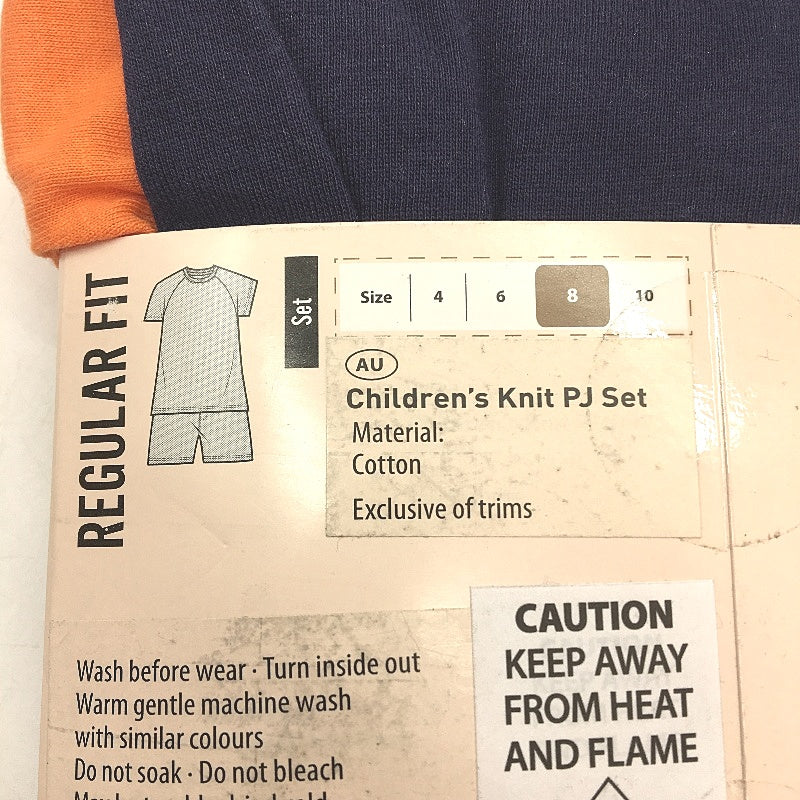 REGULAR FIT
Set
Size 4 6 8 10
AU
Children's Knit PJ Set
Material:
Cotton
Exclusive of trims
Wash before wear · Turn inside out
Warm gentle machine wash
with similar colours
Do not soak · Do not bleach
CAUTION
KEEP AWAY
FROM HEAT
AND FLAME